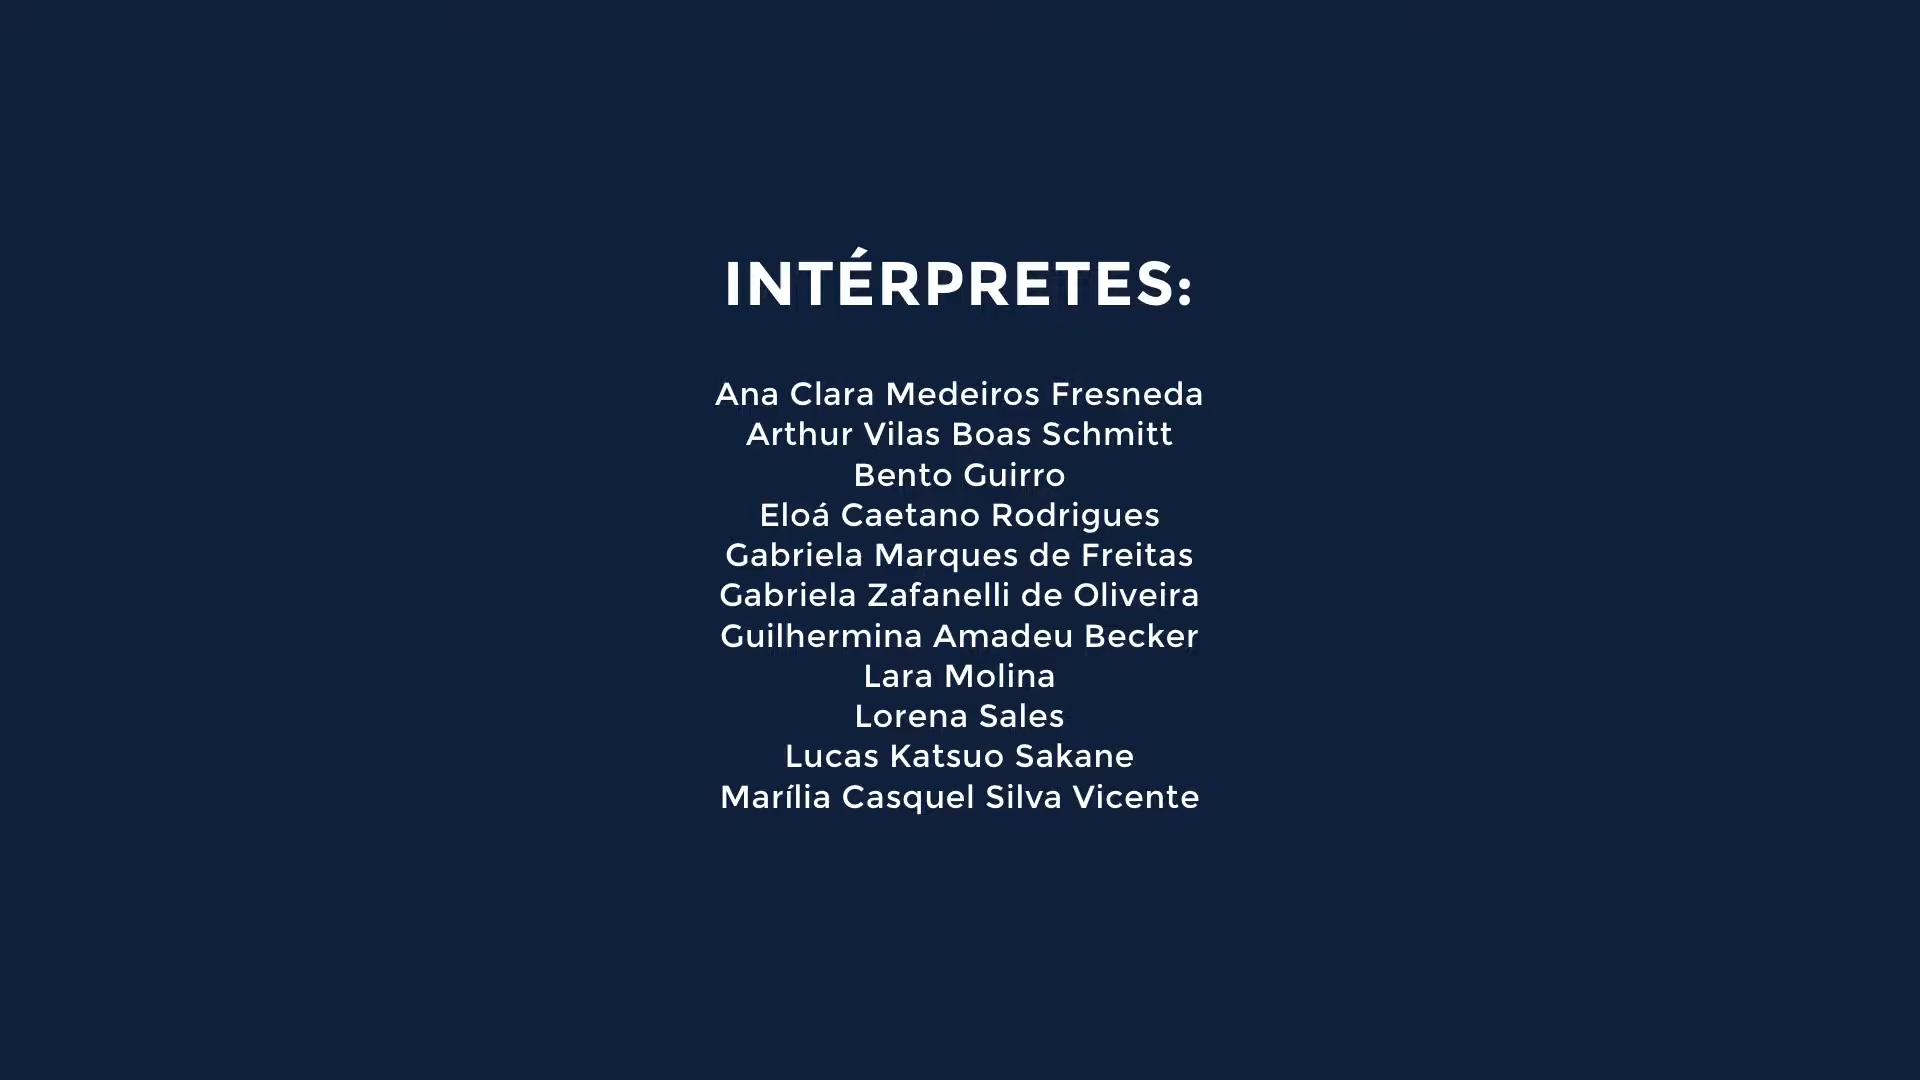 INTÉRPRETES:
Ana Clara Medeiros Fresneda
Arthur Vilas Boas Schmitt
Bento Guirro
Eloá Caetano Rodrigues
Gabriela Marques de Freitas
Gabriela Zafanelli de Oliveira
Guilhermina Amadeu Becker
Lara Molina
Lorena Sales
Lucas Katsuo Sakane
Marília Casquel Silva Vicente